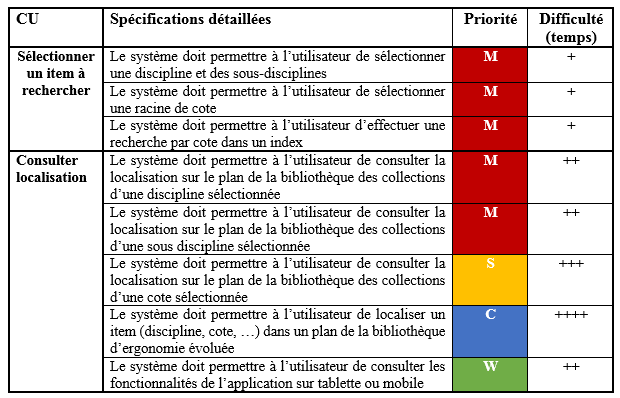 CU Spécifications détaillées Priorité Difficulté
(temps)
Sélectionner Le système doit permettre à l'utilisateur de sélectionner M +
un item à une discipline et des sous-disciplines
rechercher Le système doit permettre à l'utilisateur de sélectionner M +
une racine de cote
Le système doit permettre à l'utilisateur d'effectuer une M +
recherche par cote dans un index
Consulter Le système doit permettre à l'utilisateur de consulter la M ++
localisation localisation sur le plan de la bibliothèque des collections
d'une discipline sélectionnée
Le système doit permettre à l'utilisateur de consulter la M ++
localisation sur le plan de la bibliothèque des collections
d'une sous discipline sélectionnée
Le système doit permettre à l'utilisateur de consulter la S +++
localisation sur le plan de la bibliothèque des collections
d'une cote sélectionnée
Le système doit permettre à l'utilisateur de localiser un C ++++
item (discipline, cote, …) dans un plan de la bibliothèque
d'ergonomie évoluée
Le système doit permettre à l'utilisateur de consulter les W ++
fonctionnalités de l'application sur tablette ou mobile